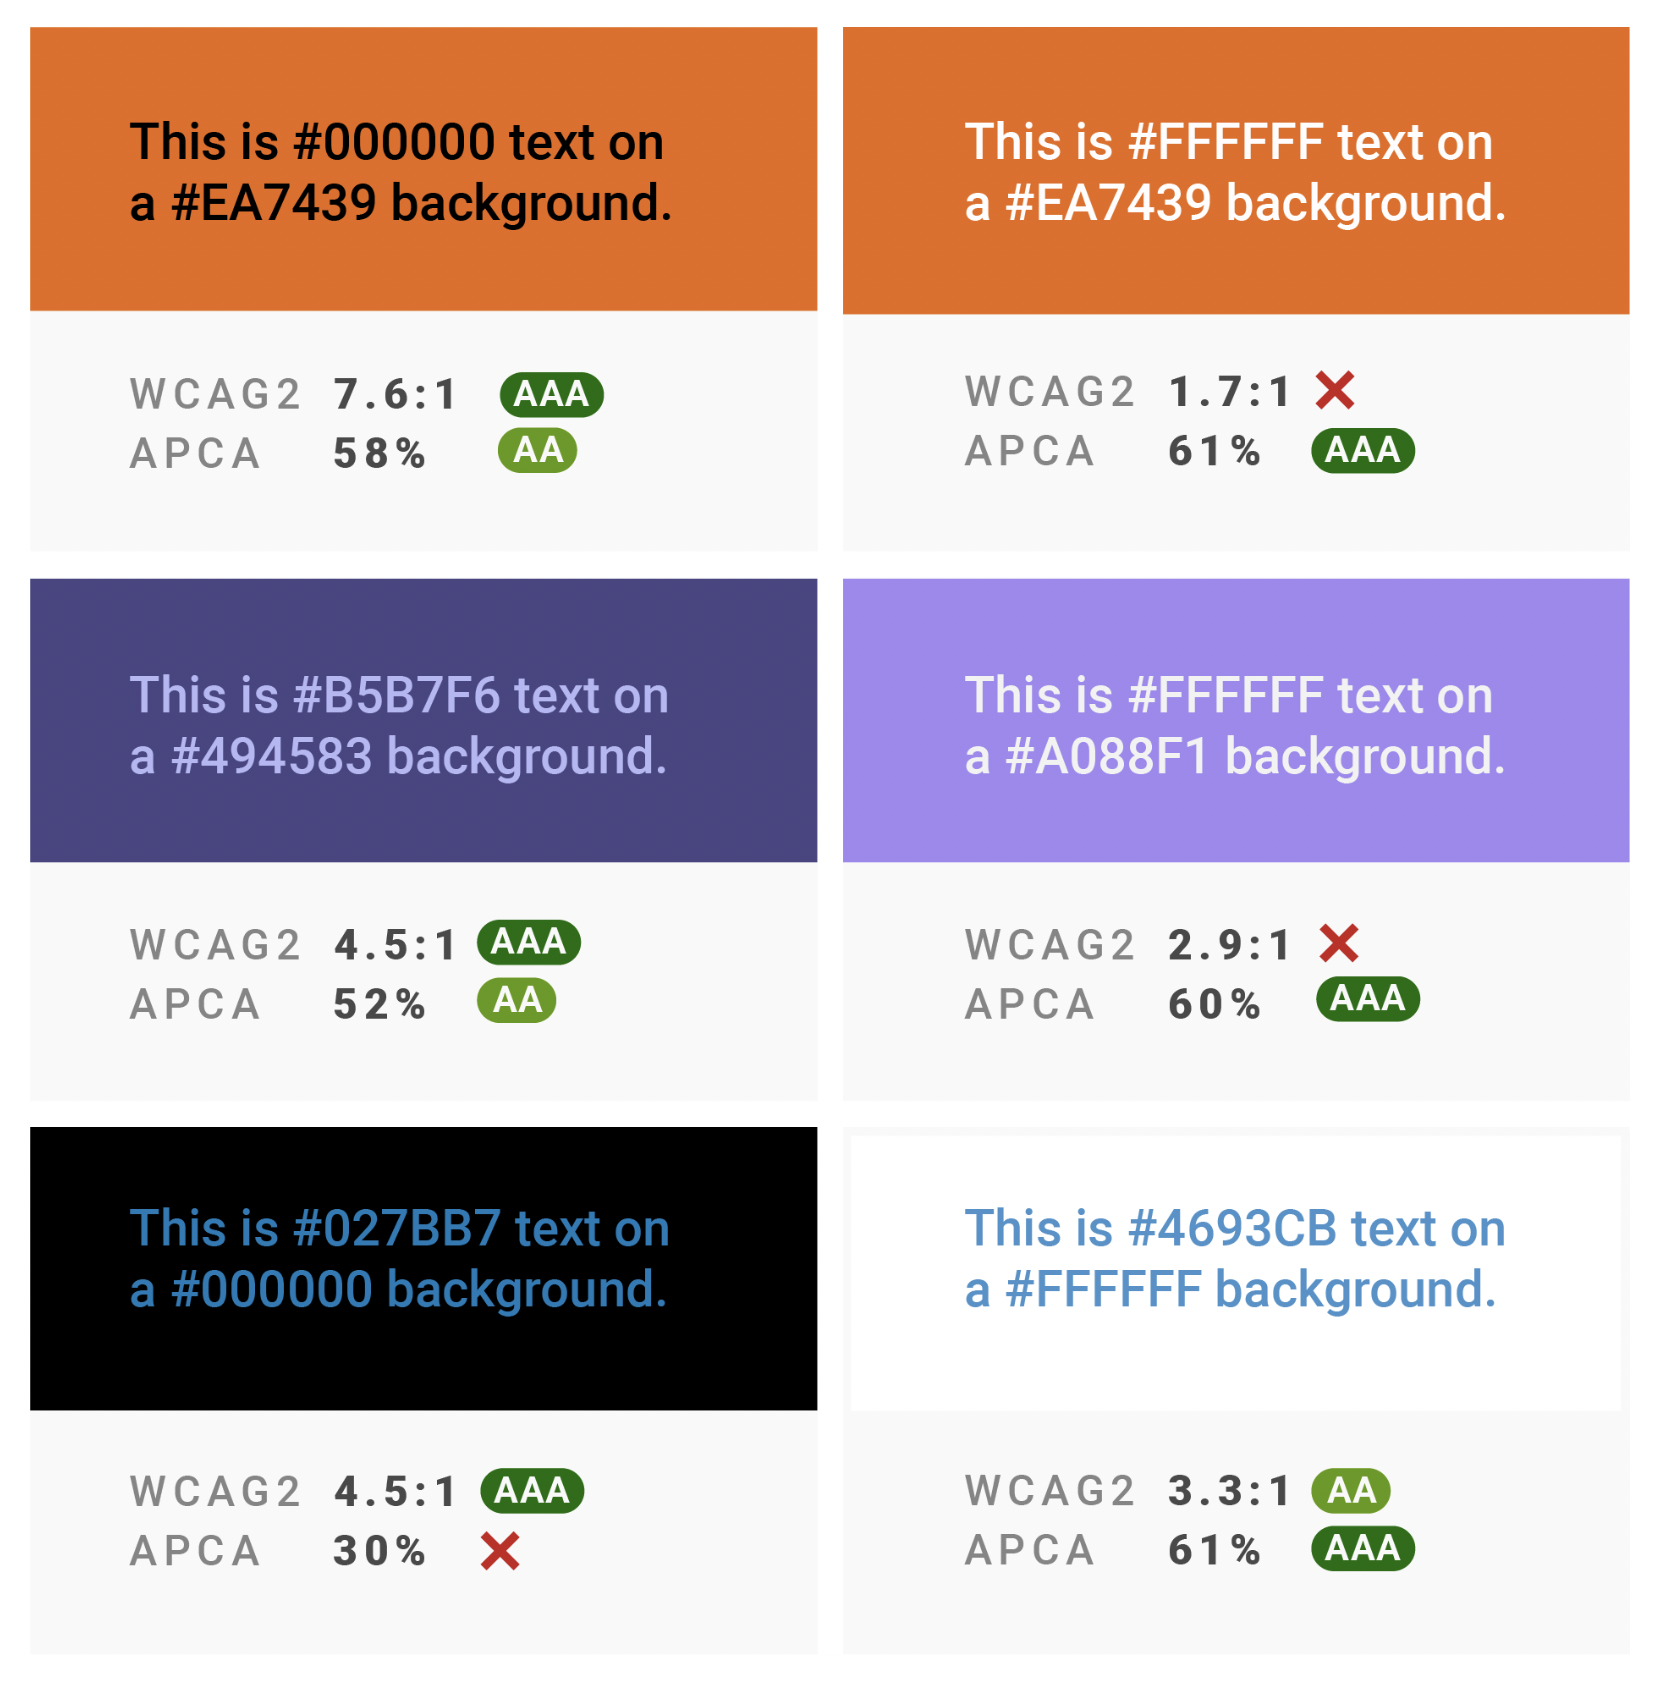 This is #000000 text on
a #EA7439 background.
WCAG2 7.6:1 AAA
APCA 58% AA
This is #FFFFFF text on
a #EA7439 background.
WCAG2 1.7:1
APCA 61% AAA
This is #B5B7F6 text on
a #494583 background.
WCAG2 4.5:1 AAA
APCA 52% AA
This is #FFFFFF text on
a #A088F1 background.
WCAG2 2.9:1
APCA 60% AAA
This is #027BB7 text on
a #000000 background.
WCAG2 4.5:1 AAA
APCA 30%
This is #4693CB text on
a #FFFFFF background.
WCAG2 3.3:1 AA
APCA 61% AAA